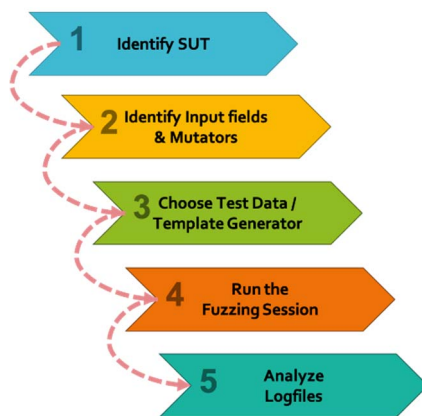 1 Identify SUT
2 Identify Input fields
& Mutators
3 Choose Test Data /
Template Generator
4 Run the
Fuzzing Session
5 Analyze
Logfiles